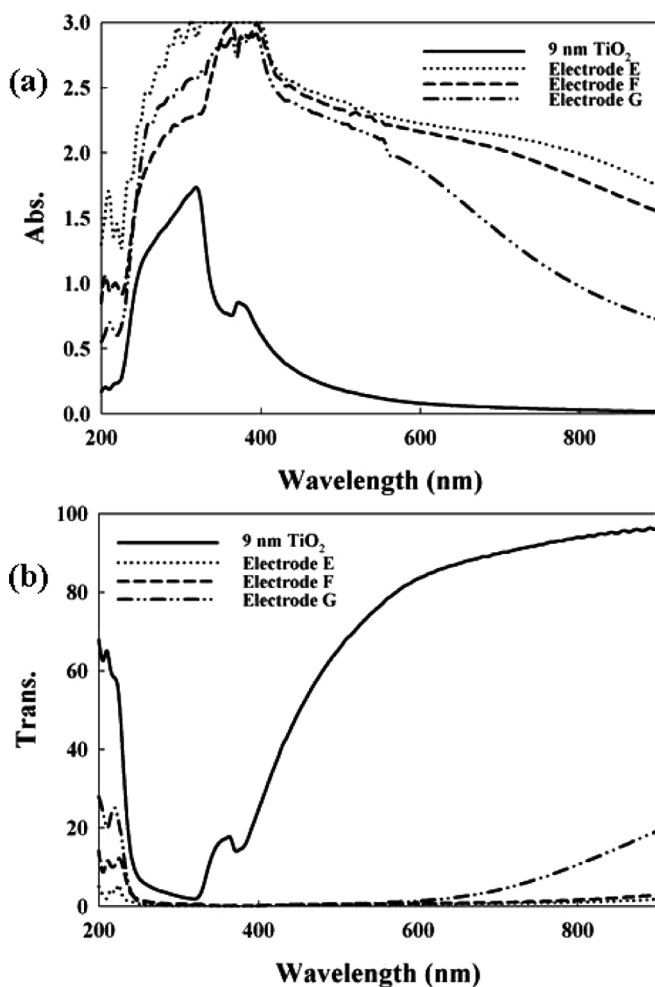 (a)
Abs.
3.0
2.5
2.0
1.5
1.0
0.5
0.0
9 nm TiO₂
Electrode E
Electrode F
Electrode G
200 400 600 800
Wavelength (nm)
(b)
Trans.
100
80
60
40
20
0
9 nm TiO₂
Electrode E
Electrode F
Electrode G
200 400 600 800
Wavelength (nm)